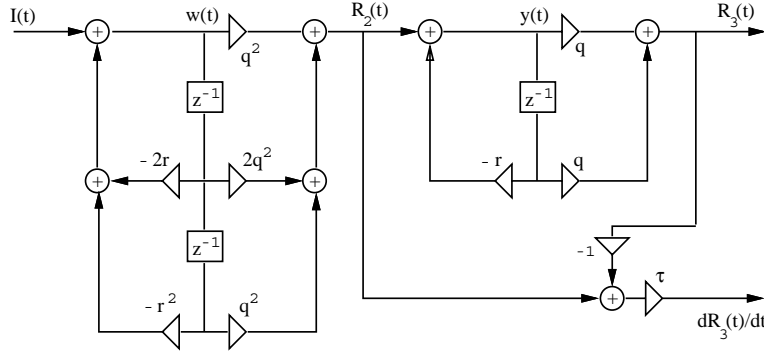 I(t) w(t) R₂(t) y(t) R₃(t)
+ + + +
q² q
z⁻¹ z⁻¹
- 2r 2q² - r q
+ +
z⁻¹ -1
τ
- r² q² +
dR₃(t)/dt